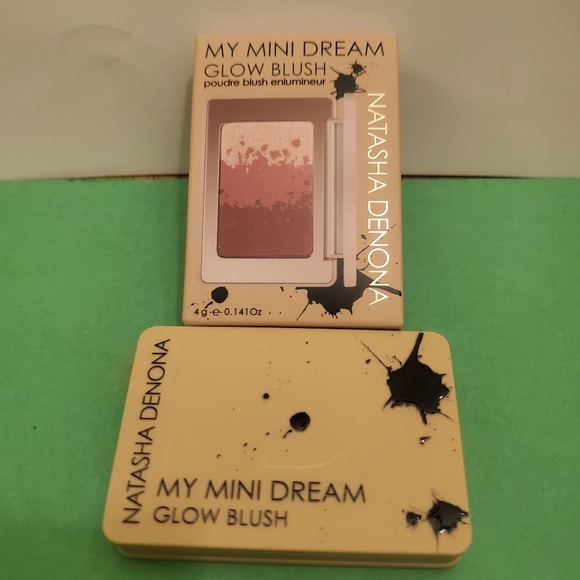 MY MINI DREAM
GLOW BLUSH
poudre blush enlumineur
NATASHA DENONA
4g ℮ 0.141Oz
NATASHA DENONA
MY MINI DREAM
GLOW BLUSH